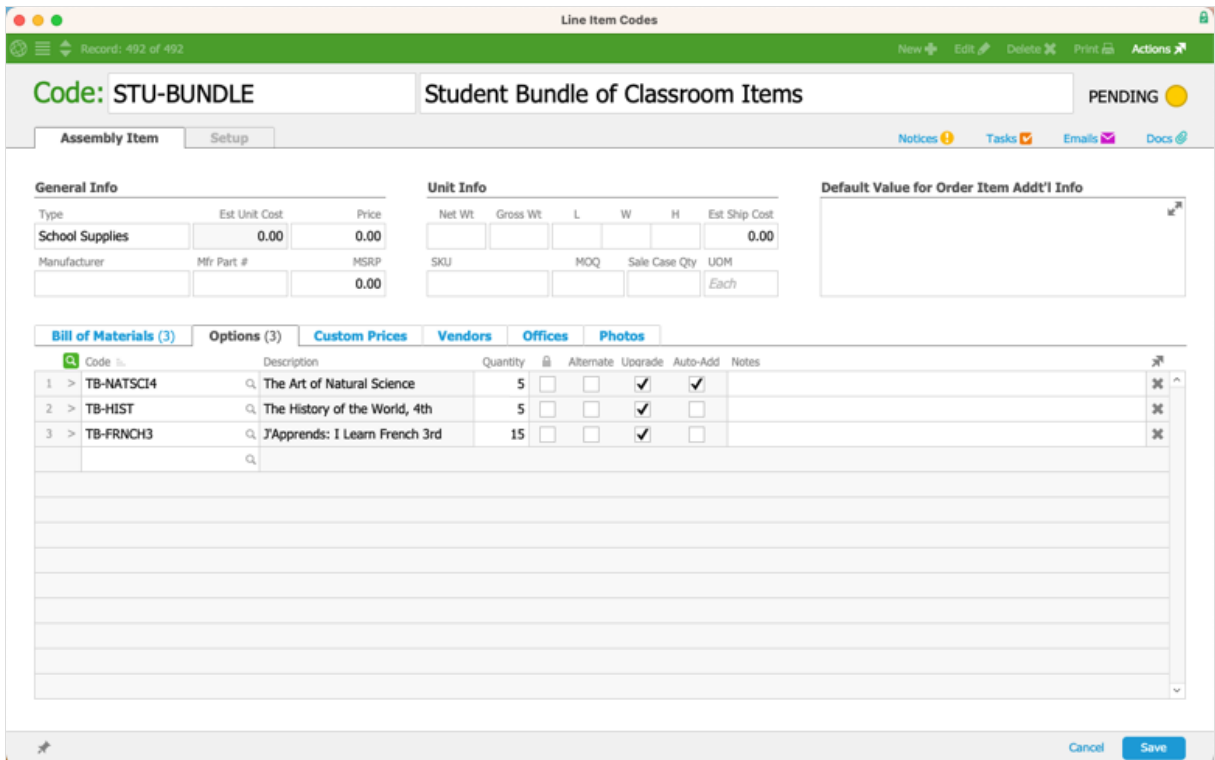 Line Item Codes
Record: 492 of 492 New Edit Delete Print Actions
Code: STU-BUNDLE Student Bundle of Classroom Items PENDING
Assembly Item Setup Notices Tasks Emails Docs
General Info Unit Info Default Value for Order Item Addt'l Info
Type Est Unit Cost Price Net Wt Gross Wt L W H Est Ship Cost
School Supplies 0.00 0.00 0.00
Manufacturer Mfr Part # MSRP SKU MOQ Sale Case Qty UOM
0.00 Each
Bill of Materials (3) Options (3) Custom Prices Vendors Offices Photos
Code Description Quantity Alternate Upgrade Auto-Add Notes
1 > TB-NATSCI4 The Art of Natural Science 5
2 > TB-HIST The History of the World, 4th 5
3 > TB-FRNCH3 J'Apprends: I Learn French 3rd 15
Cancel Save